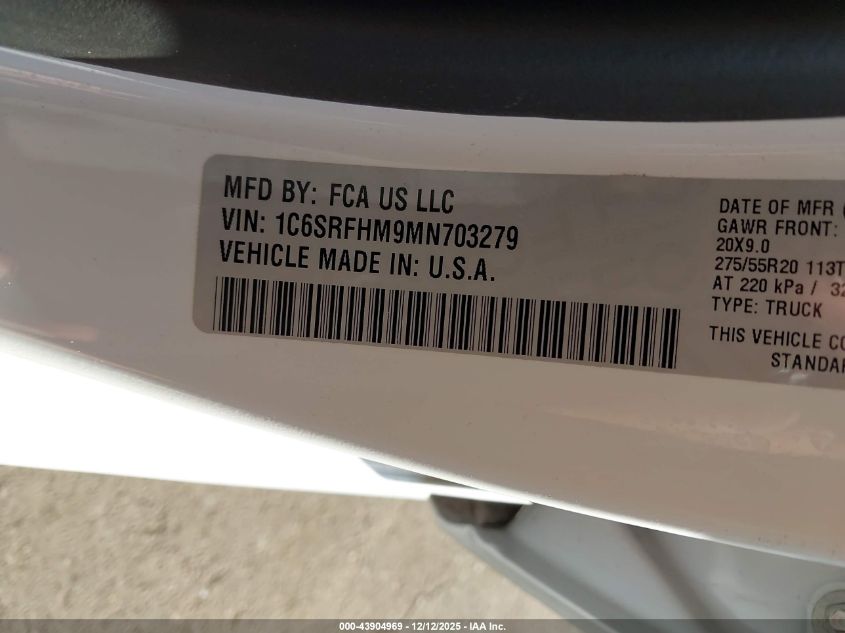 MFD BY: FCA US LLC
VIN: 1C6SRFHM9MN703279
VEHICLE MADE IN: U.S.A.
DATE OF MFR
GAWR FRONT:
20X9.0
275/55R20 113T
AT 220 kPa / 32
TYPE: TRUCK
THIS VEHICLE CO
STANDAR
000-43904969 - 12/12/2025 - IAA Inc.